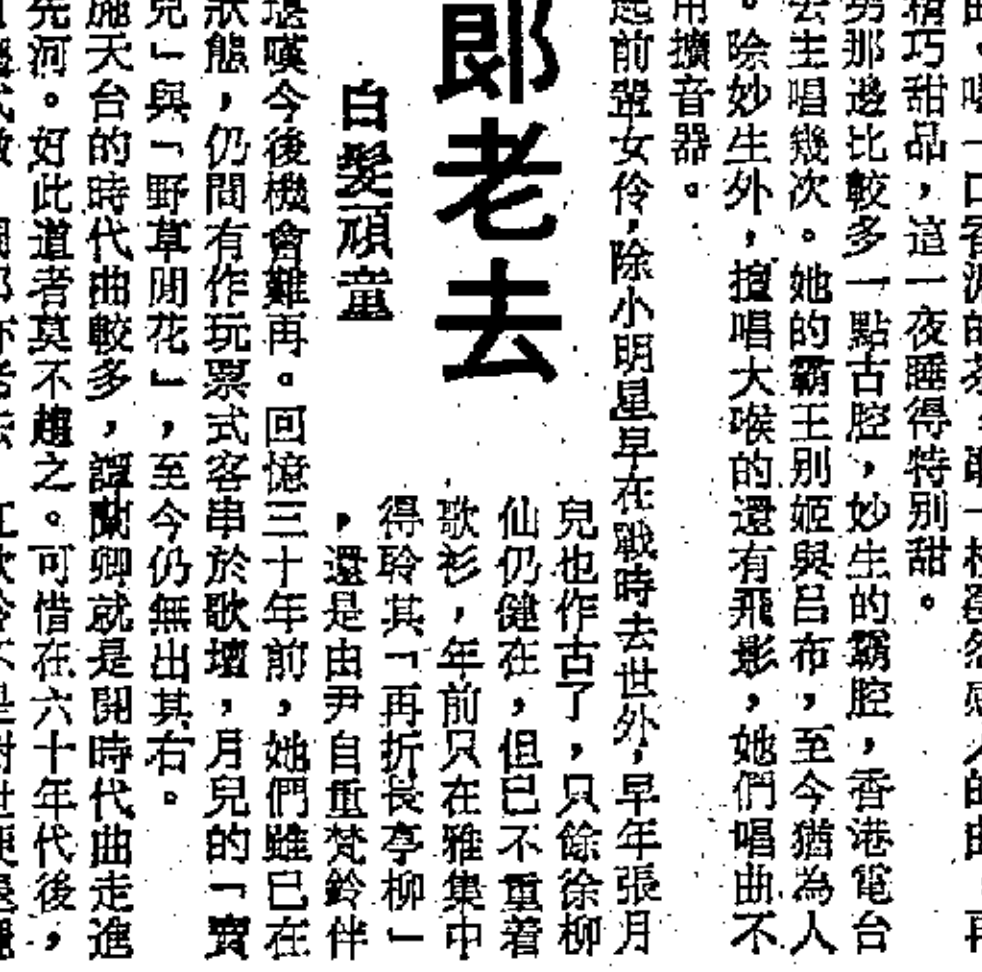 一口香濃的茶
精巧甜品，這一夜睡得特別甜。
那邊比較多一點古腔，妙生的霸腔，香港電台
去主唱幾次。她的霸王別姬與呂布，至今猶為人
。除妙生外，擅唱大喉的還有飛影，她們唱曲不
用擴音器。
起前輩女伶，除小明星早在戰時去世外，早年張月
兒也作古了，只餘徐柳
仙仍健在，但已不重着
歌衫，年前只在雅集中
得聆其「再折長亭柳」
，還是由尹自重梵鈴伴
郎老去
白髮頑童
堪嘆今後機會難再。回憶三十年前，她們雖已在
狀態，仍間有作玩票式客串於歌壇，月兒的「寶
兒」與「野草閒花」，至今仍無出其右。
施天台的時代曲較多，譚蘭卿就是開時代曲走進
先河。好此道者莫不趨之。可惜在六十年代後，